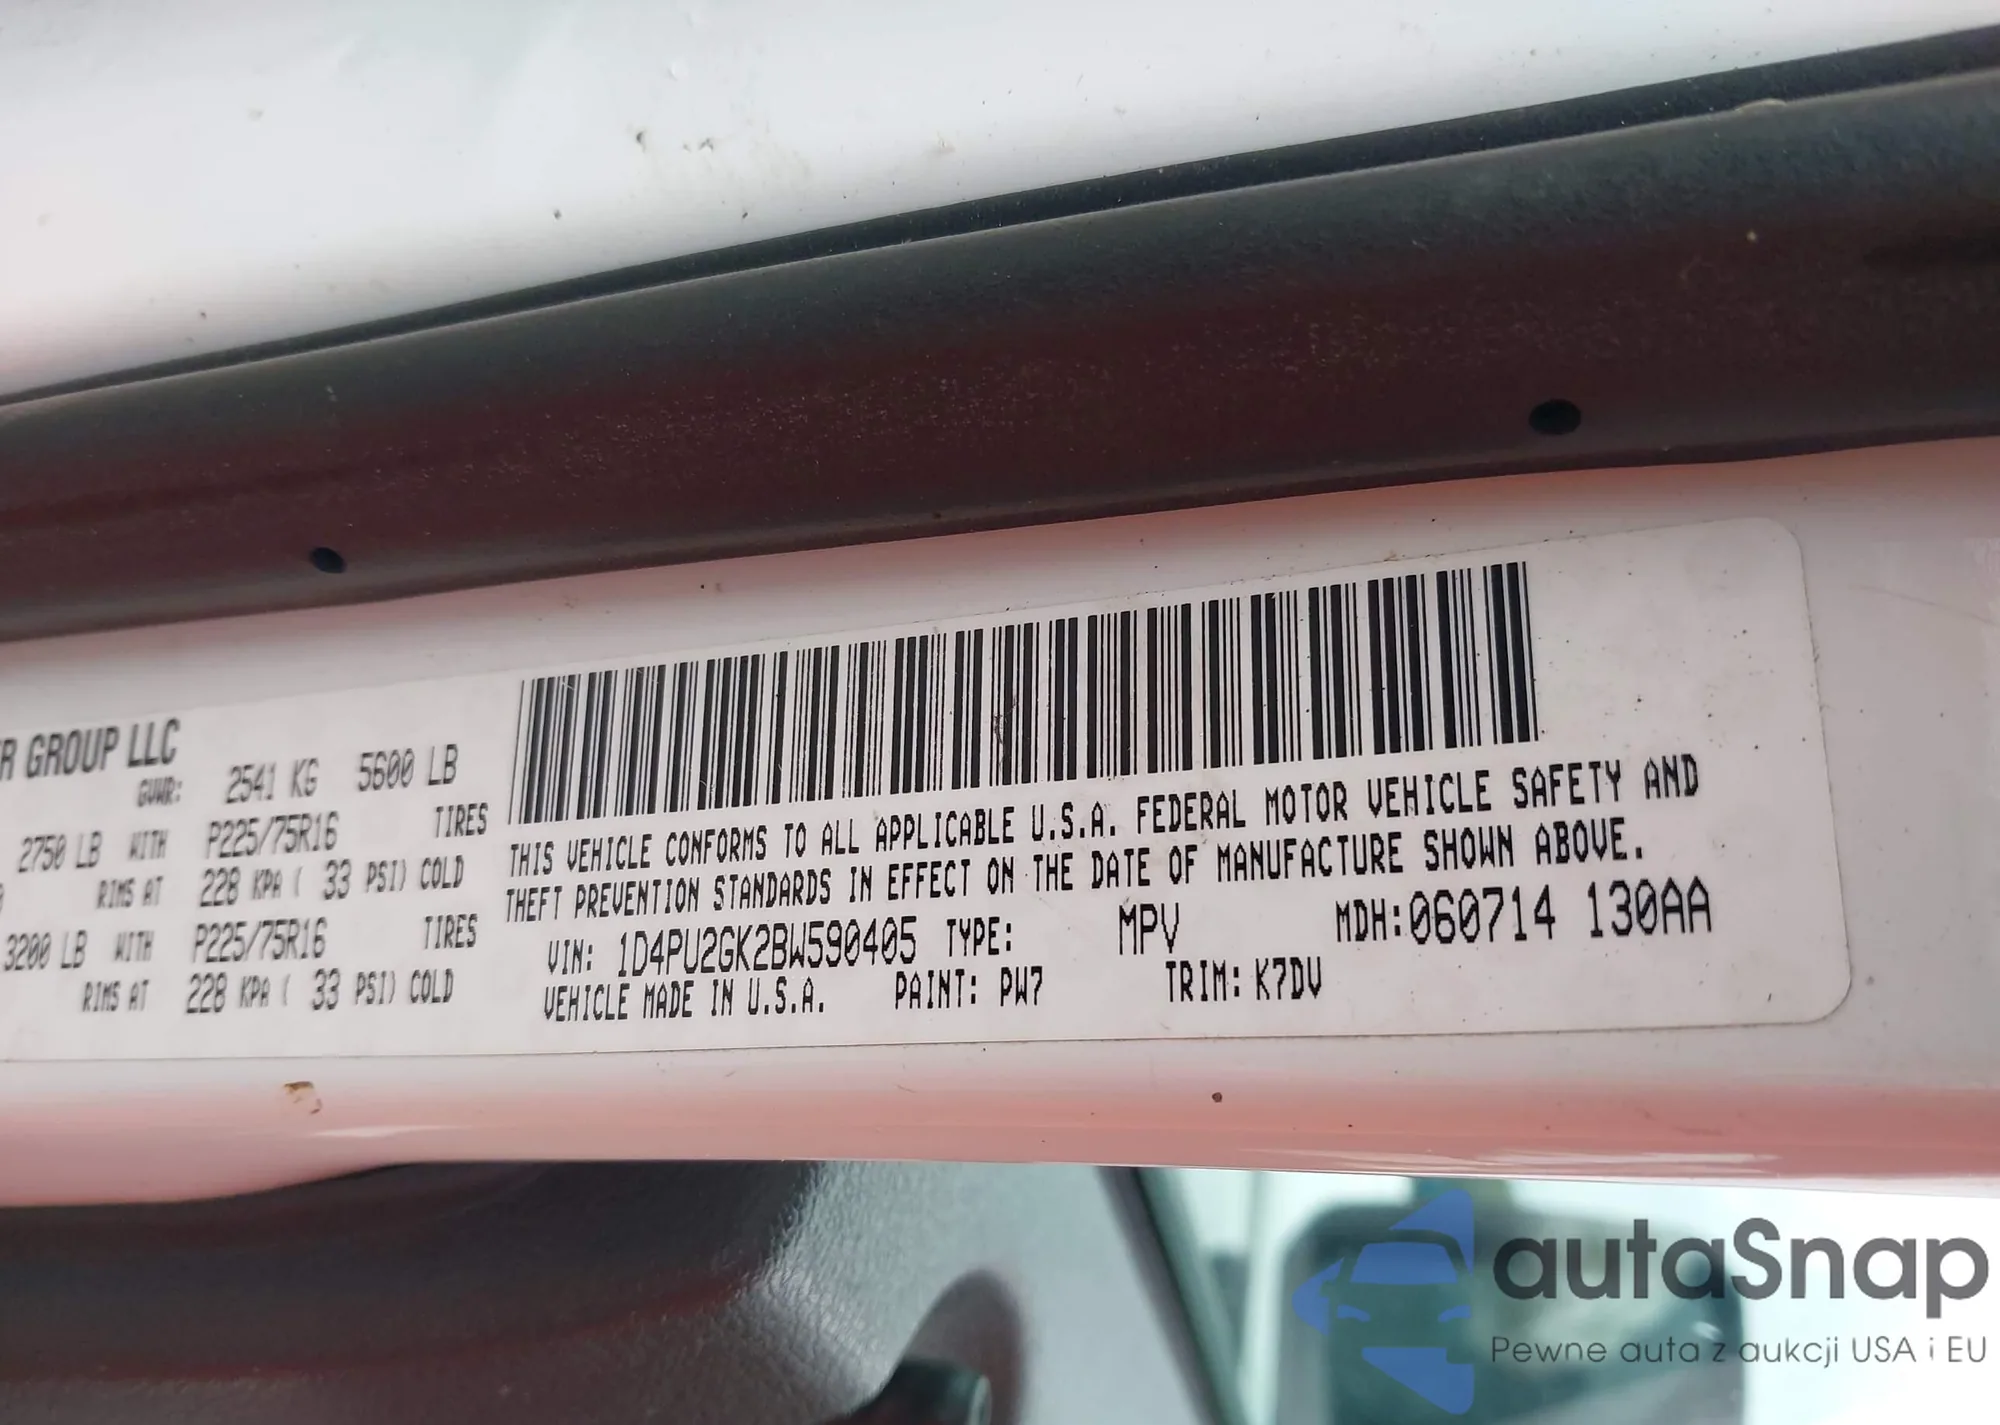 R GROUP LLC
GVWR: 2541 KG 5600 LB
2750 LB WITH P225/75R16 TIRES
RIMS AT 228 KPA ( 33 PSI) COLD
3200 LB WITH P225/75R16 TIRES
RIMS AT 228 KPA ( 33 PSI) COLD
THIS VEHICLE CONFORMS TO ALL APPLICABLE U.S.A. FEDERAL MOTOR VEHICLE SAFETY AND
THEFT PREVENTION STANDARDS IN EFFECT ON THE DATE OF MANUFACTURE SHOWN ABOVE.
VIN: 1D4PU2GK2BW590405 TYPE: MPV MDH:060714 130AA
VEHICLE MADE IN U.S.A. PAINT: PW7 TRIM: K7DV
autaSnap
Pewne auta z aukcji USA i EU